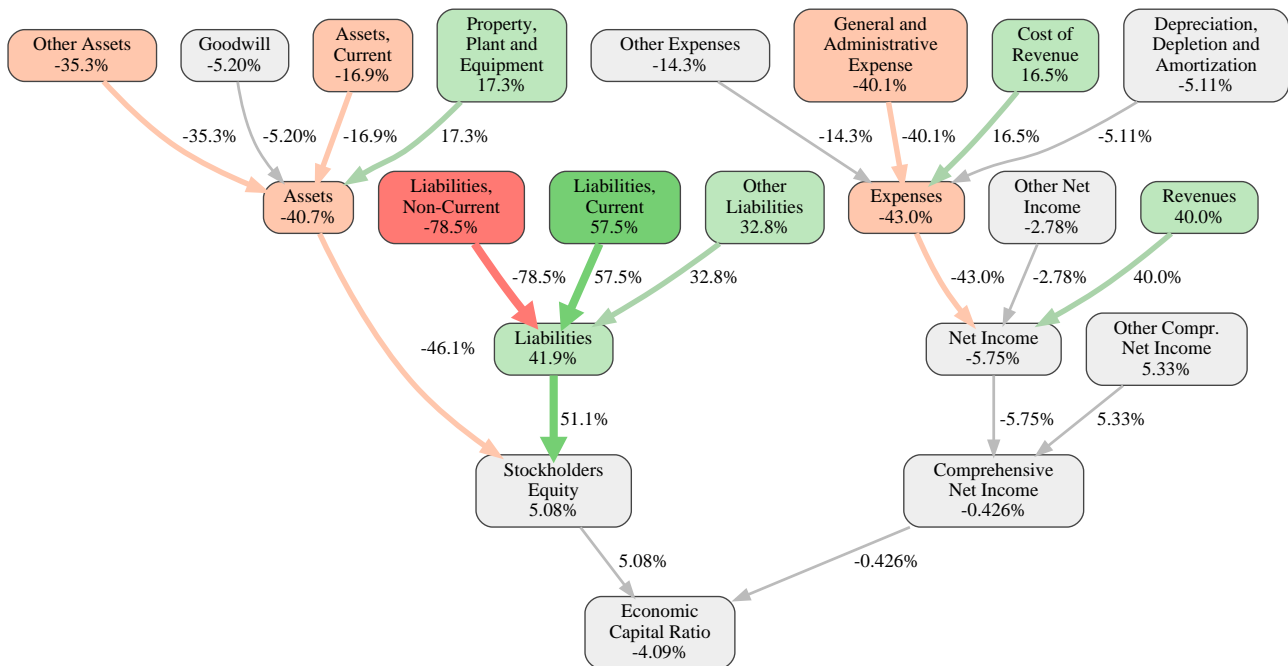 Other Assets
-35.3%
Goodwill
-5.20%
Assets,
Current
-16.9%
Property,
Plant and
Equipment
17.3%
Other Expenses
-14.3%
General and
Administrative
Expense
-40.1%
Cost of
Revenue
16.5%
Depreciation,
Depletion and
Amortization
-5.11%
-35.3%
-5.20%
-16.9%
17.3%
-14.3%
-40.1%
16.5%
-5.11%
Assets
-40.7%
Liabilities,
Non-Current
-78.5%
Liabilities,
Current
57.5%
Other
Liabilities
32.8%
Expenses
-43.0%
Other Net
Income
-2.78%
Revenues
40.0%
-78.5%
57.5%
32.8%
-43.0%
-2.78%
40.0%
-46.1%
Liabilities
41.9%
Net Income
-5.75%
Other Compr.
Net Income
5.33%
51.1%
-5.75%
5.33%
Stockholders
Equity
5.08%
Comprehensive
Net Income
-0.426%
5.08%
-0.426%
Economic
Capital Ratio
-4.09%